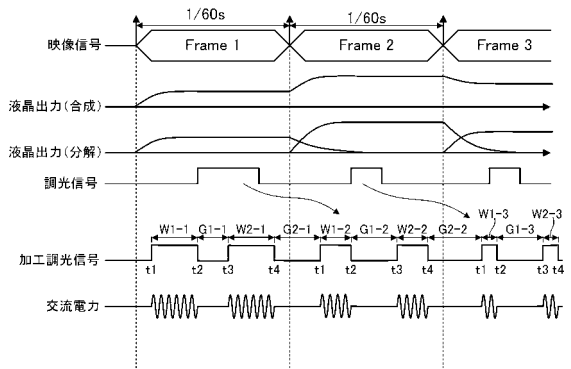 1/60s 1/60s
映像信号 Frame 1 Frame 2 Frame 3
液晶出力(合成)
液晶出力(分解)
調光信号
W1-3 W2-3
W1-1 G1-1 W2-1 G2-1 W1-2 G1-2 W2-2 G2-2 G1-3
加工調光信号
t1 t2 t3 t4 t1 t2 t3 t4 t1 t2 t3 t4
交流電力